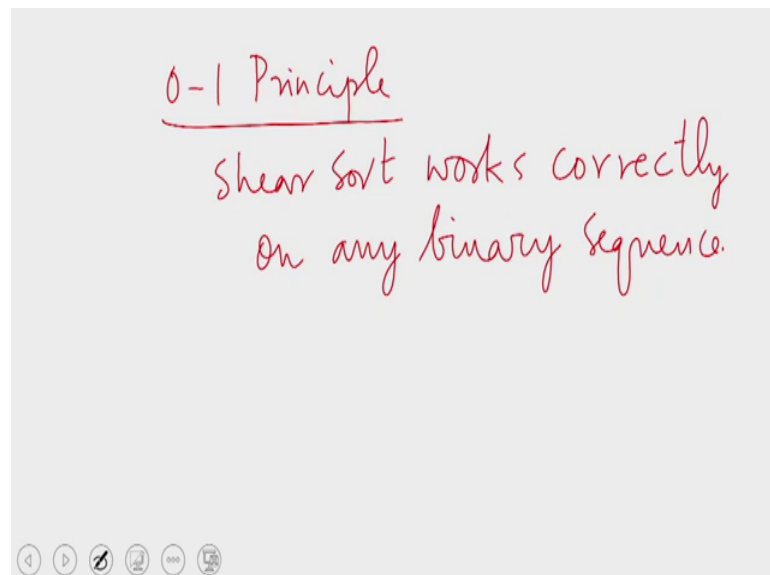 0-1 Principle
Shear Sort works correctly
on any binary sequence.